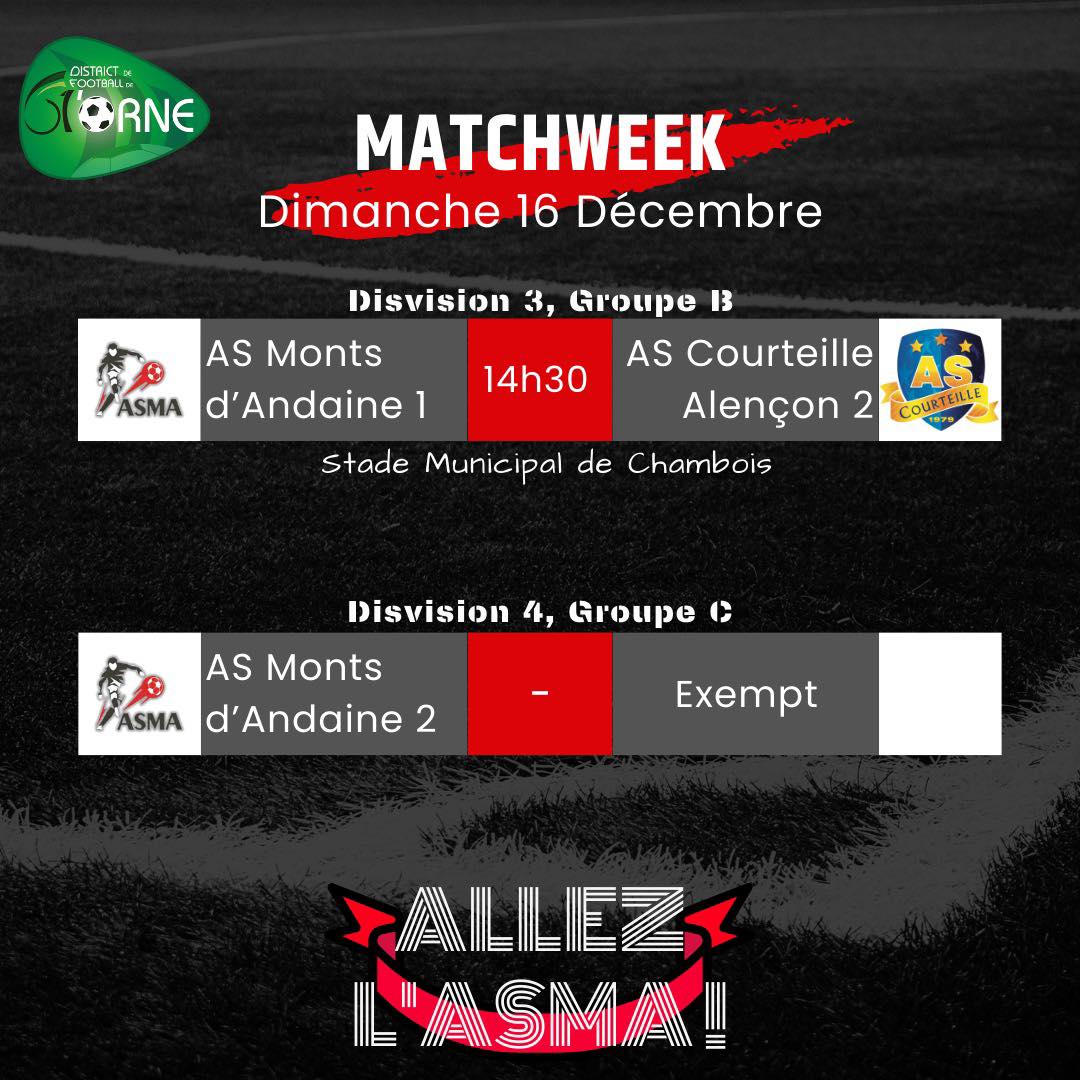 DISTRICT DE
FOOTBALL DE
61 L'ORNE
MATCHWEEK
Dimanche 16 Décembre
Disvision 3, Groupe B
ASMA
AS Monts
d’Andaine 1
14h30
AS Courteille
Alençon 2
AS
COURTEILLE
1979
Stade Municipal de Chambois
Disvision 4, Groupe C
ASMA
AS Monts
d’Andaine 2
-
Exempt
ALLEZ
L'ASMA!